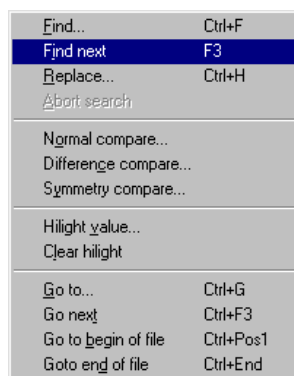 Find... Ctrl+F
Find next F3
Replace... Ctrl+H
Abort search
Normal compare...
Difference compare...
Symmetry compare...
Hilight value...
Clear hilight
Go to... Ctrl+G
Go next Ctrl+F3
Go to begin of file Ctrl+Pos1
Goto end of file Ctrl+End